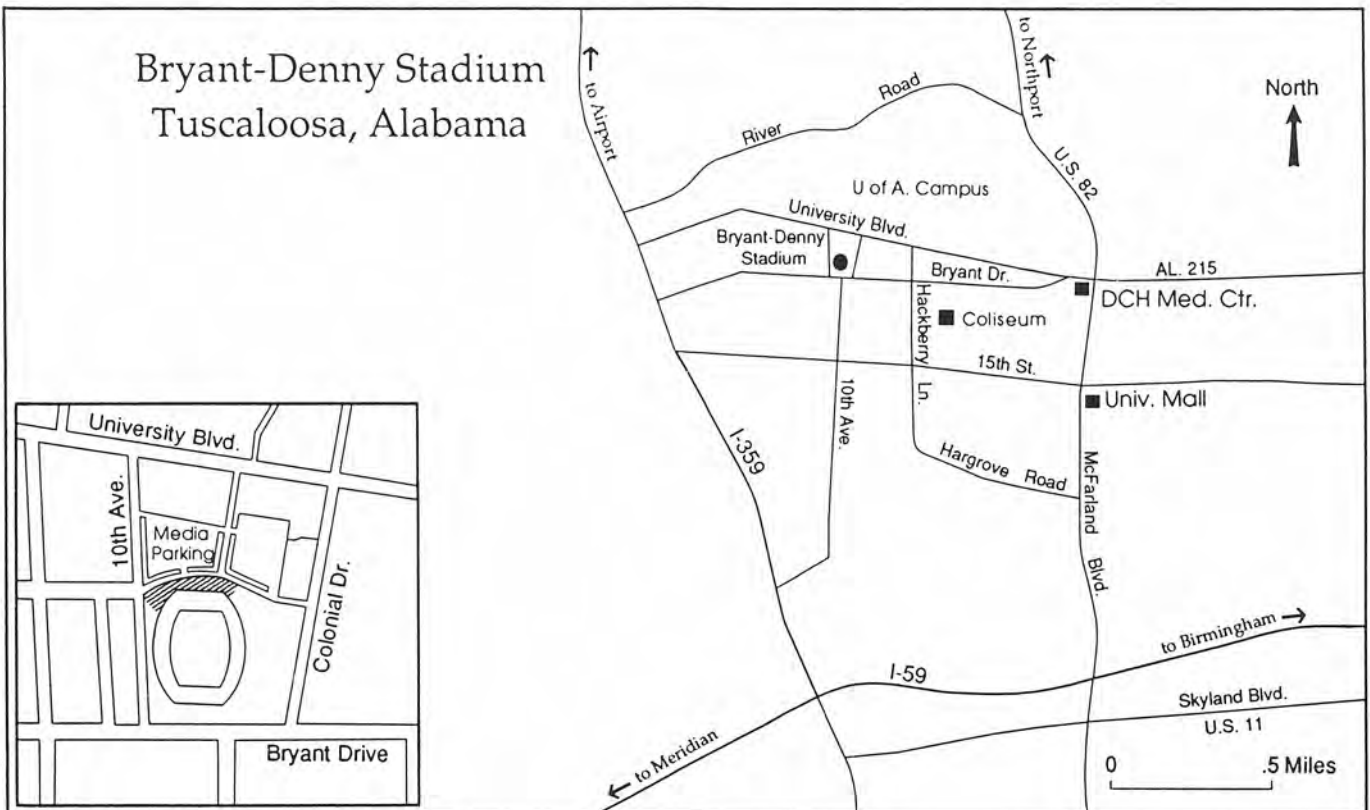 Bryant-Denny Stadium
Tuscaloosa, Alabama
to Airport
to Northport
North
River Road
U.S. 82
U of A. Campus
University Blvd.
Bryant-Denny
Stadium
Bryant Dr.
AL. 215
DCH Med. Ctr.
Hackberry Ln.
Coliseum
15th St.
10th Ave.
Univ. Mall
I-359
Hargrove Road
McFarland Blvd.
to Birmingham
I-59
Skyland Blvd.
U.S. 11
to Meridian
0 .5 Miles
University Blvd.
10th Ave.
Media
Parking
Colonial Dr.
Bryant Drive